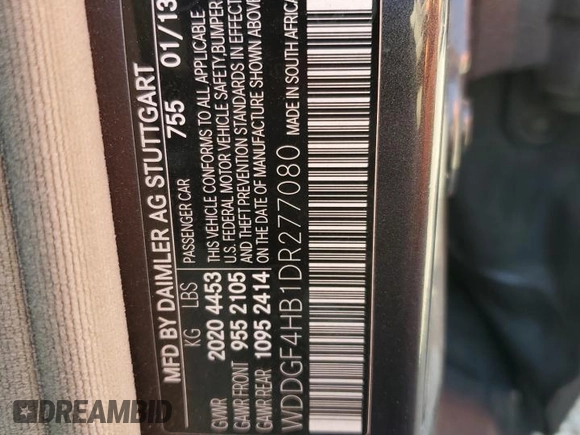 MFD BY DAIMLER AG STUTTGART
755 01/13
KG LBS PASSENGER CAR
GVWR 2020 4453 THIS VEHICLE CONFORMS TO ALL APPLICABLE
GAWR FRONT 955 2105 U.S. FEDERAL MOTOR VEHICLE SAFETY, BUMPER
GAWR REAR 1095 2414 AND THEFT PREVENTION STANDARDS IN EFFECT
ON THE DATE OF MANUFACTURE SHOWN ABOVE
WDDGF4HB1DR277080 MADE IN SOUTH AFRICA
DREAMBID